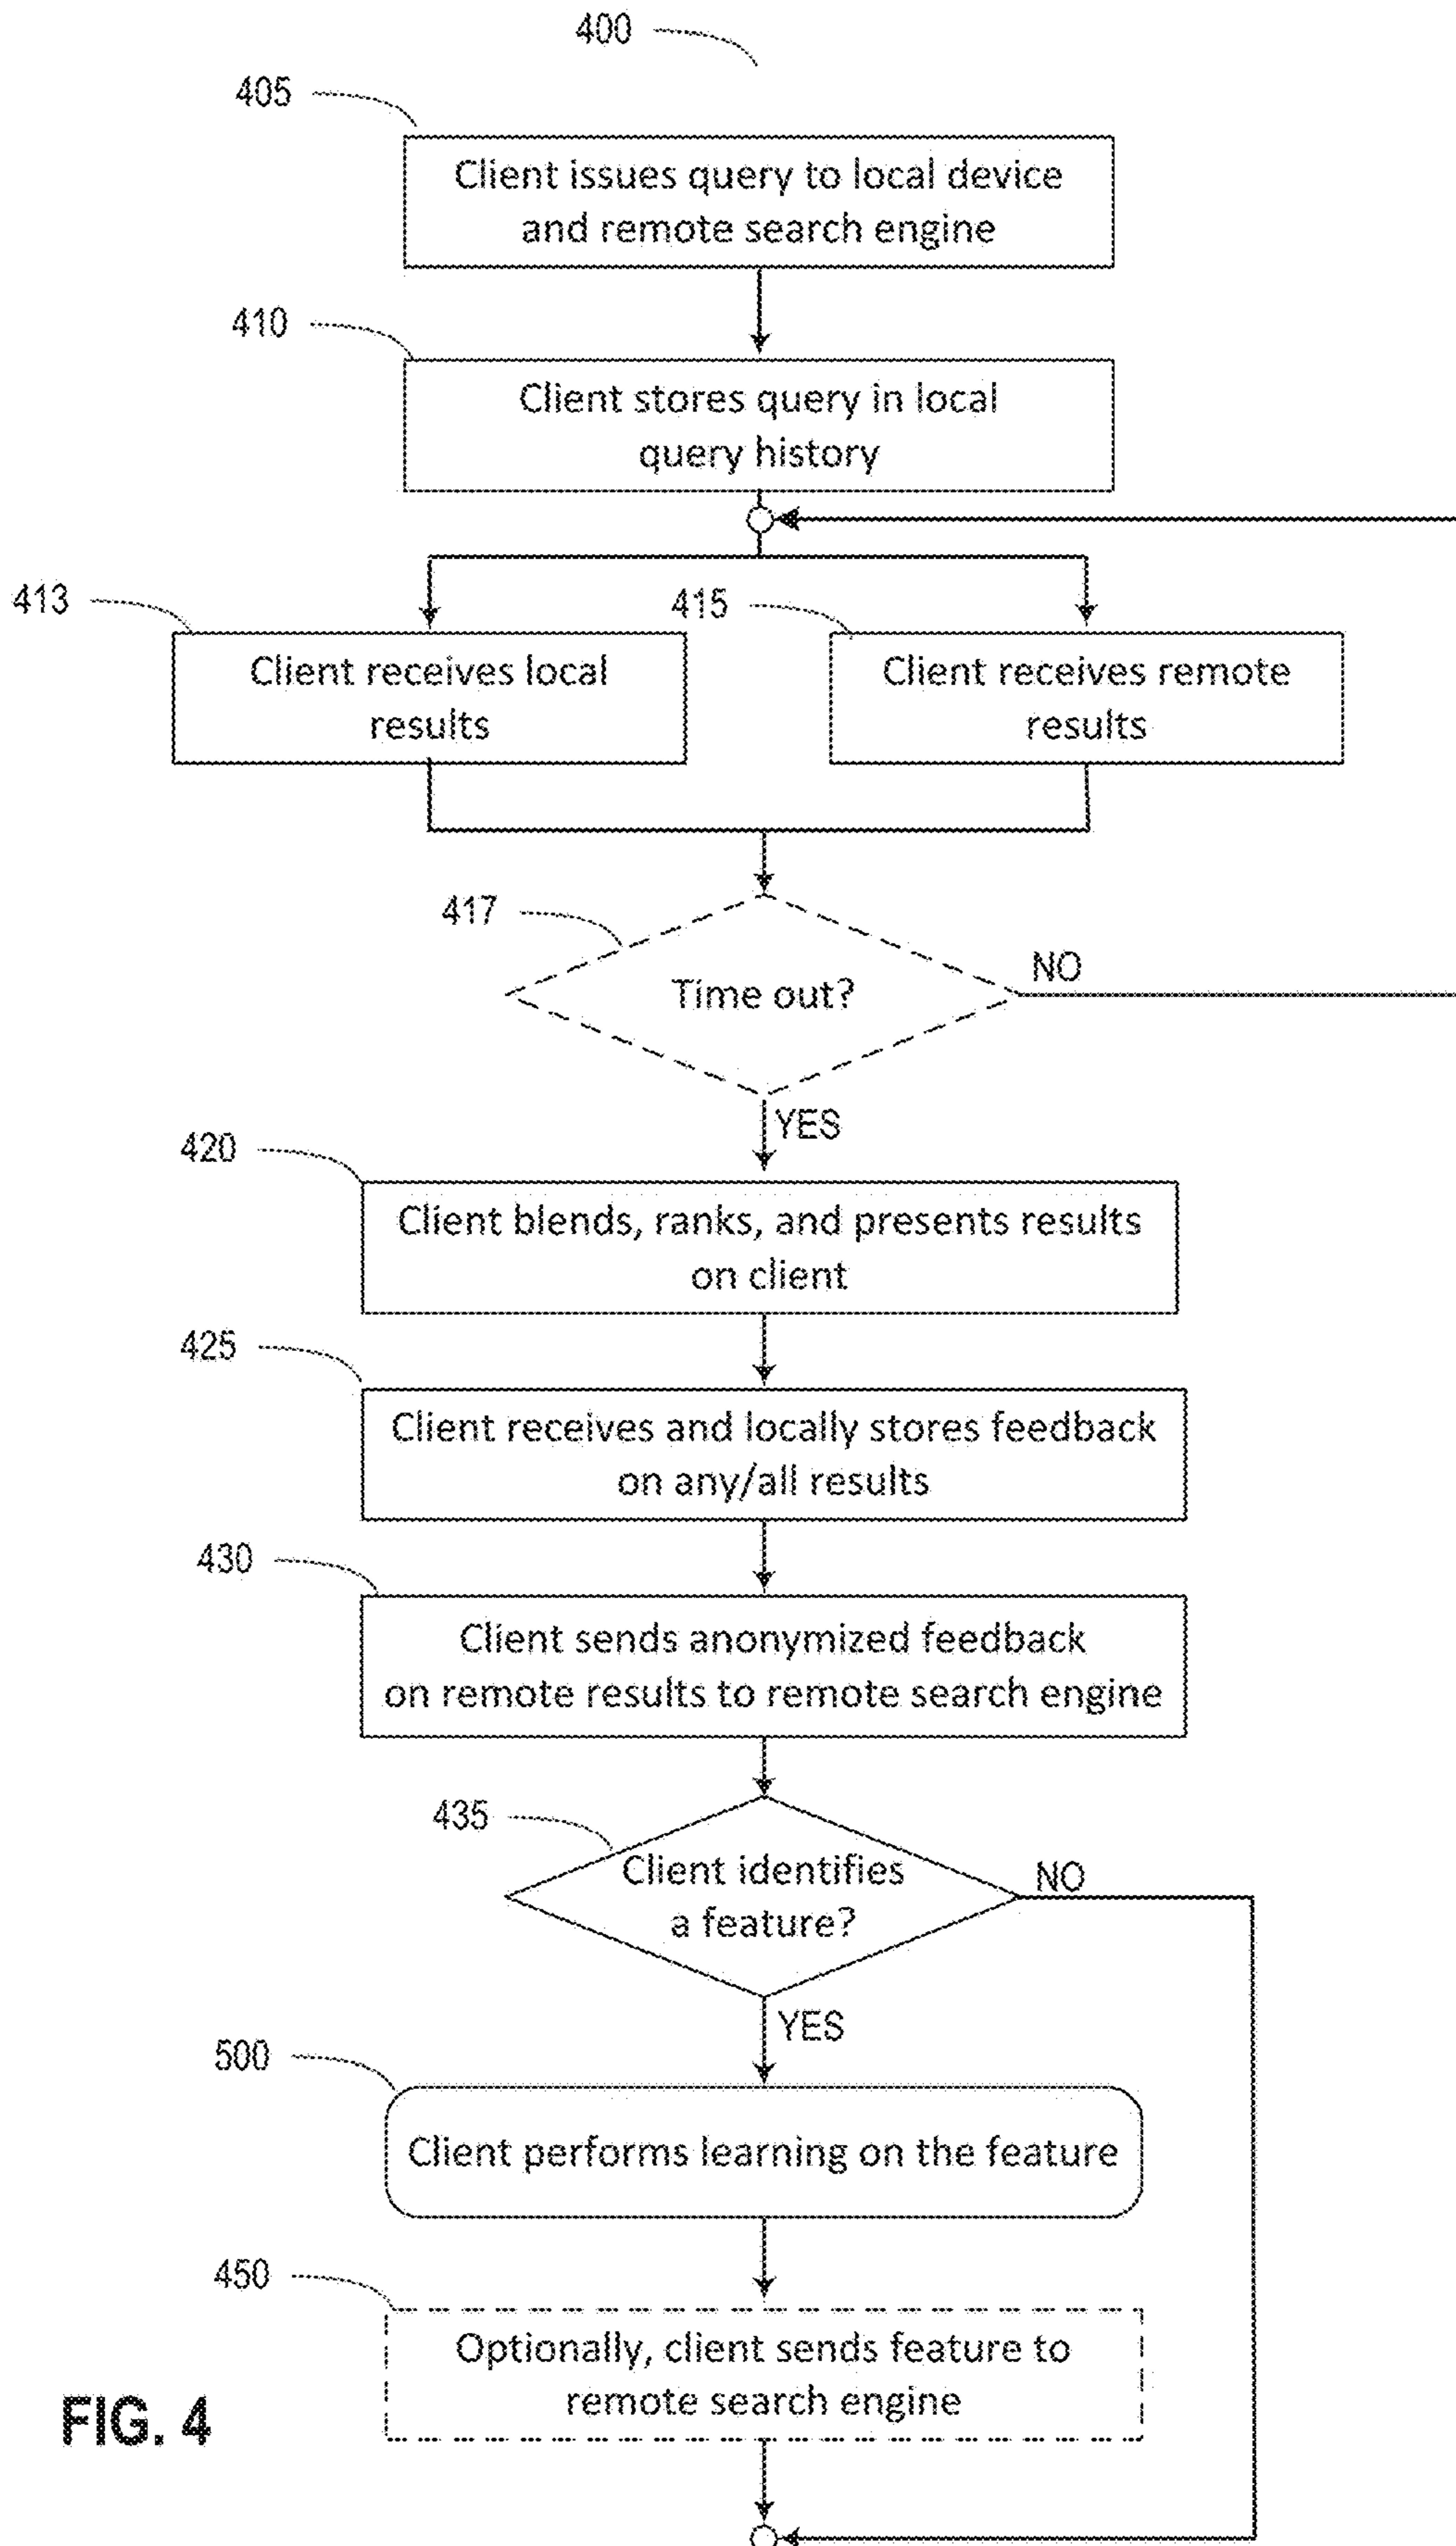 400
405
Client issues query to local device
and remote search engine
410
Client stores query in local
query history
413
Client receives local
results
415
Client receives remote
results
417
Time out?
NO
YES
420
Client blends, ranks, and presents results
on client
425
Client receives and locally stores feedback
on any/all results
430
Client sends anonymized feedback
on remote results to remote search engine
435
Client identifies
a feature?
NO
YES
500
Client performs learning on the feature
450
Optionally, client sends feature to
remote search engine
FIG. 4